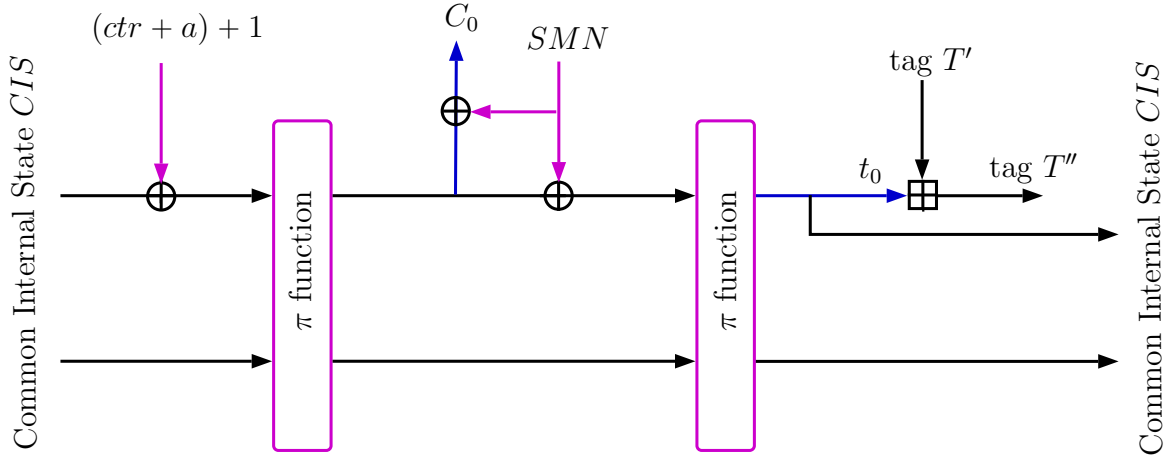 Common Internal State CIS
(ctr + a) + 1
π function
C₀
SMN
π function
t₀
tag T′
tag T″
Common Internal State CIS